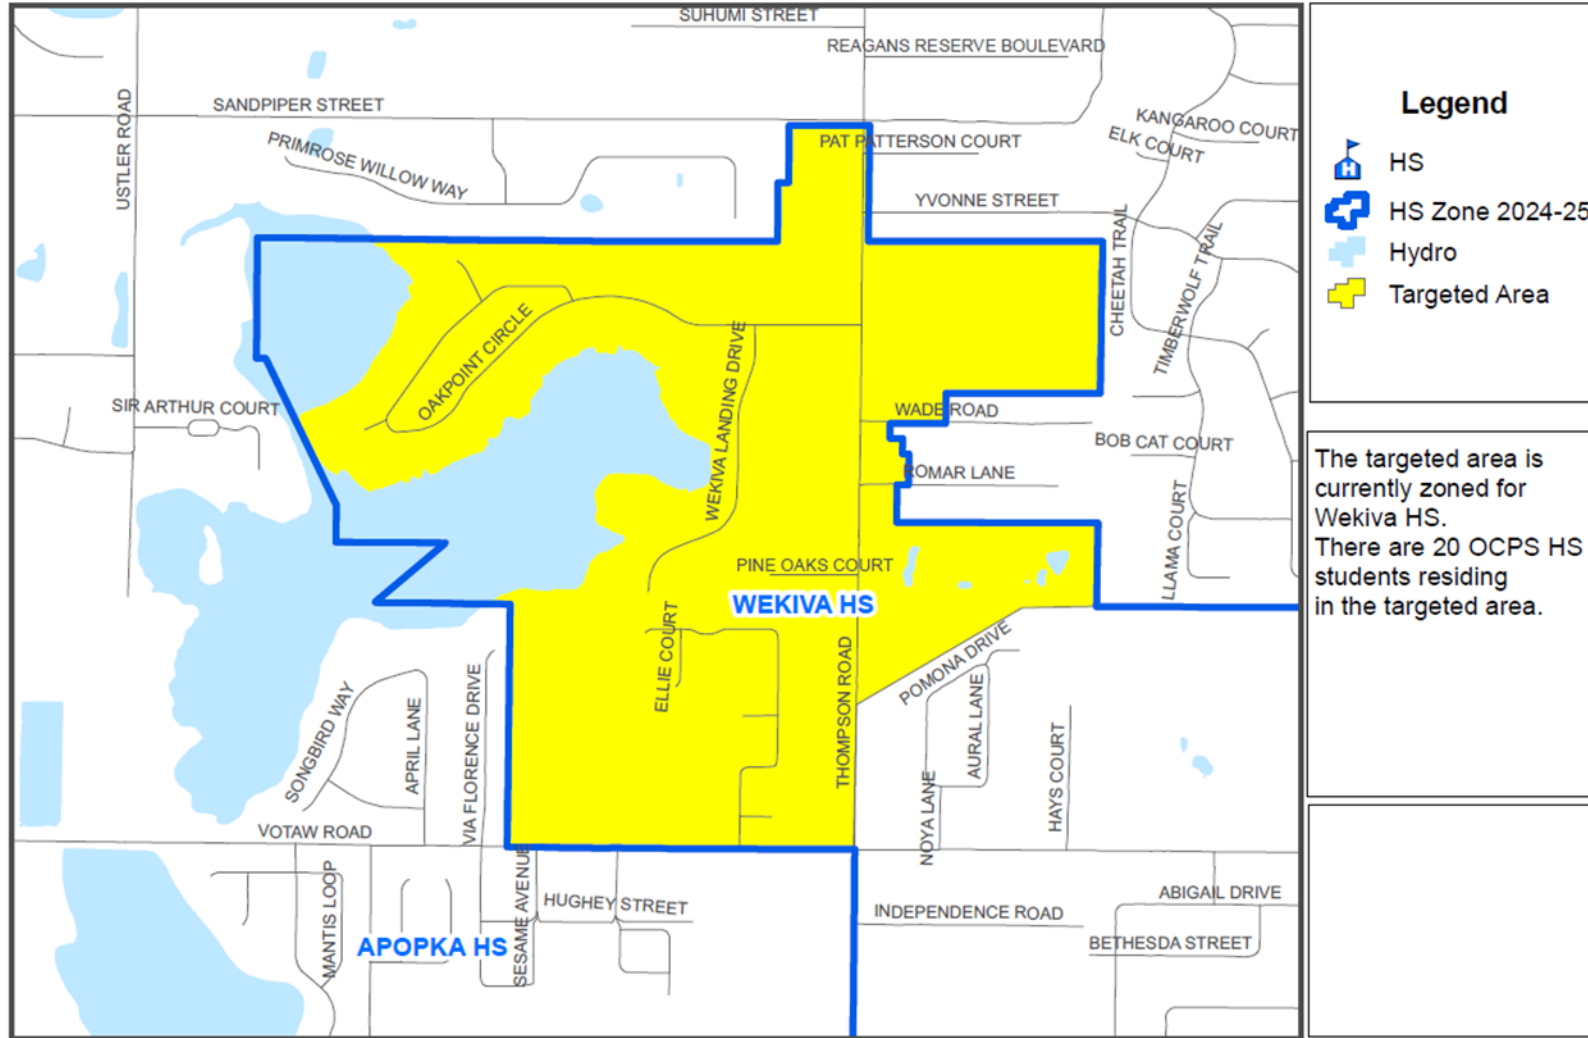 SUHUMI STREET
REAGANS RESERVE BOULEVARD
SANDPIPER STREET
USTLER ROAD
PRIMROSE WILLOW WAY
PAT PATTERSON COURT
KANGAROO COURT
ELK COURT
YVONNE STREET
CHEETAH TRAIL
TIMBERWOLF TRAIL
OAKPOINT CIRCLE
WEKIVA LANDING DRIVE
SIR ARTHUR COURT
WADE ROAD
BOB CAT COURT
ROMAR LANE
LLAMA COURT
PINE OAKS COURT
WEKIVA HS
ELLIE COURT
THOMPSON ROAD
POMONA DRIVE
SONGBIRD WAY
APRIL LANE
VIA FLORENCE DRIVE
AURAL LANE
NOYA LANE
HAYS COURT
VOTAW ROAD
MANTIS LOOP
SESAME AVENUE
HUGHEY STREET
APOPKA HS
INDEPENDENCE ROAD
ABIGAIL DRIVE
BETHESDA STREET
Legend
H
HS
HS Zone 2024-25
Hydro
Targeted Area
The targeted area is
currently zoned for
Wekiva HS.
There are 20 OCPS HS
students residing
in the targeted area.